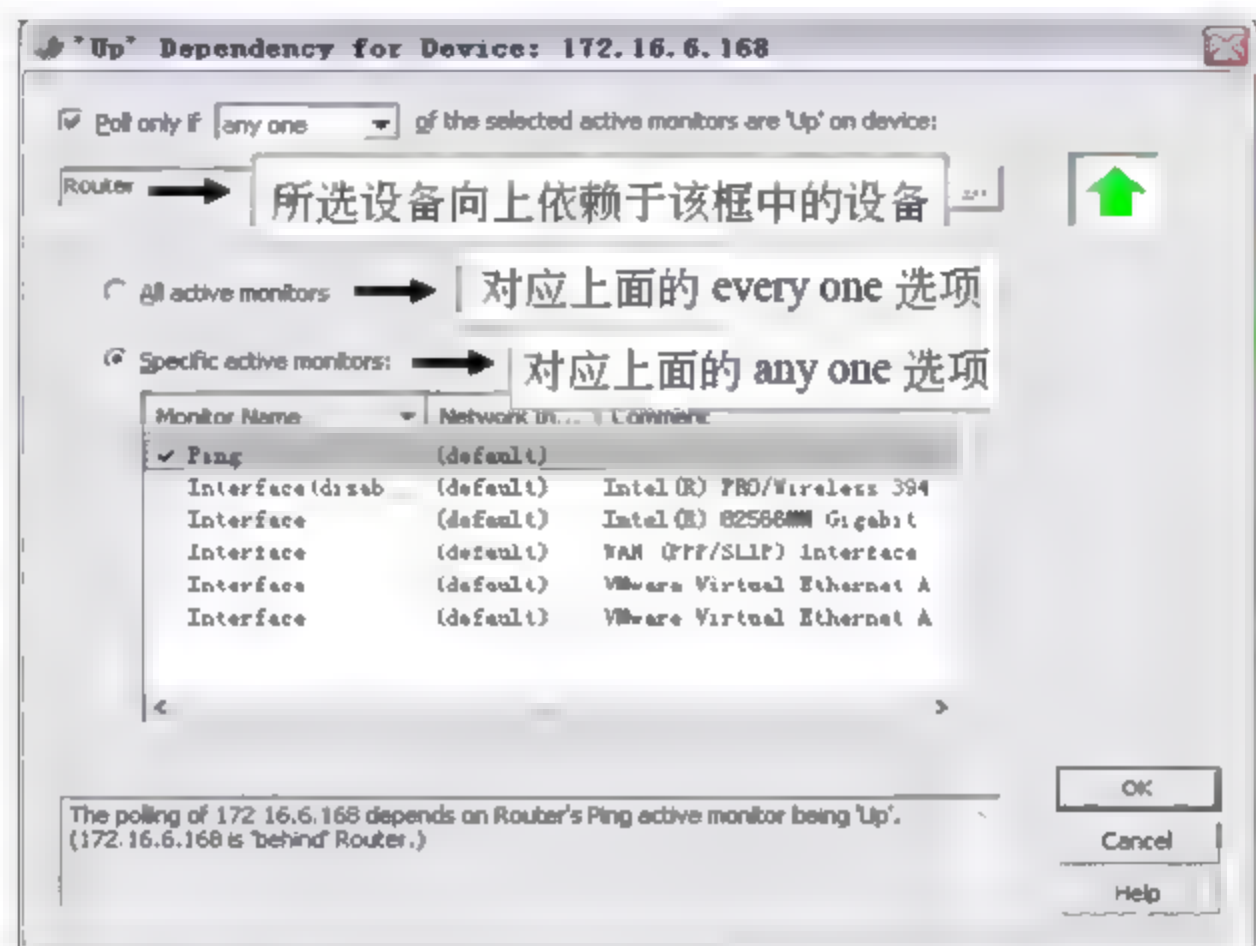 "Up" Dependency for Device: 172.16.6.168
Poll only if any one of the selected active monitors are 'Up' on device:
Router 所选设备向上依赖于该框中的设备 ...
All active monitors 对应上面的 every one 选项
Specific active monitors: 对应上面的 any one 选项
Monitor Name Network In... Comment
Ping (default)
Interface(disab... (default) Intel(R) PRO/Wireless 394
Interface (default) Intel(R) Gigabit
Interface (default) WAN (PPP/SLIP) Interface
Interface (default) VMware Virtual Ethernet A
Interface (default) VMware Virtual Ethernet A
The polling of 172.16.6.168 depends on Router's Ping active monitor being 'Up'.
(172.16.6.168 is 'behind' Router.)
OK
Cancel
Help